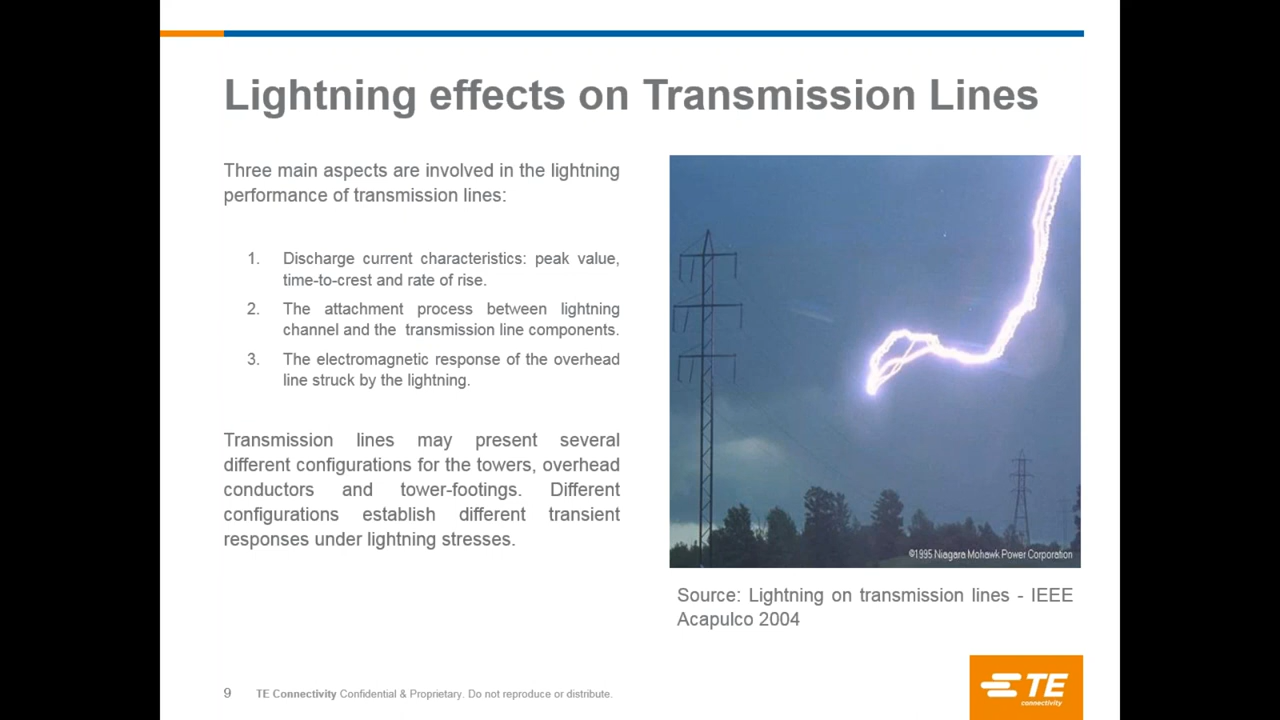 Lightning effects on Transmission Lines
Three main aspects are involved in the lightning
performance of transmission lines:
1. Discharge current characteristics: peak value,
time-to-crest and rate of rise.
2. The attachment process between lightning
channel and the transmission line components.
3. The electromagnetic response of the overhead
line struck by the lightning.
Transmission lines may present several
different configurations for the towers, overhead
conductors and tower-footings. Different
configurations establish different transient
responses under lightning stresses.
©1995 Niagara Mohawk Power Corporation
Source: Lightning on transmission lines - IEEE
Acapulco 2004
9 TE Connectivity Confidential & Proprietary. Do not reproduce or distribute.
TE
connectivity